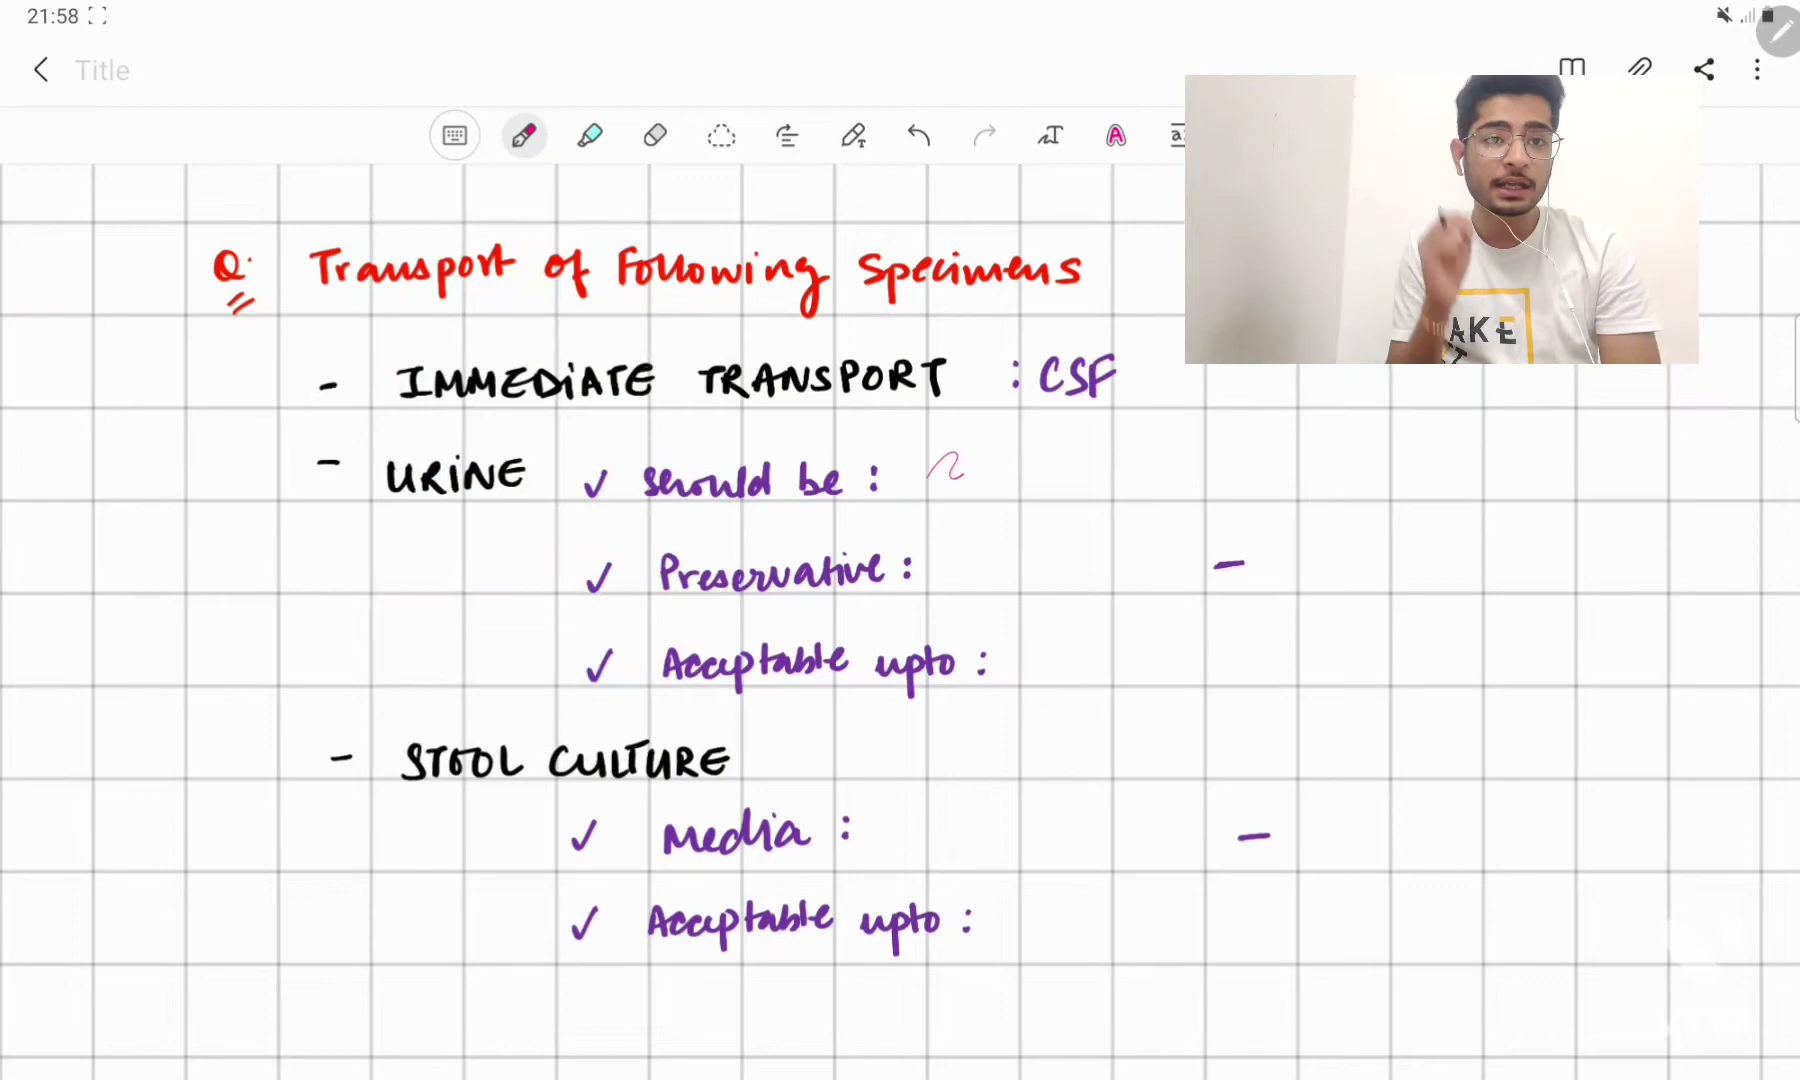 21:58
Title
Q. Transport of Following Specimens
- IMMEDIATE TRANSPORT : CSF
- URINE ✓ should be :
✓ Preservative : -
✓ Acceptable upto :
- STOOL CULTURE
✓ Media : -
✓ Acceptable upto :
AKE
IT